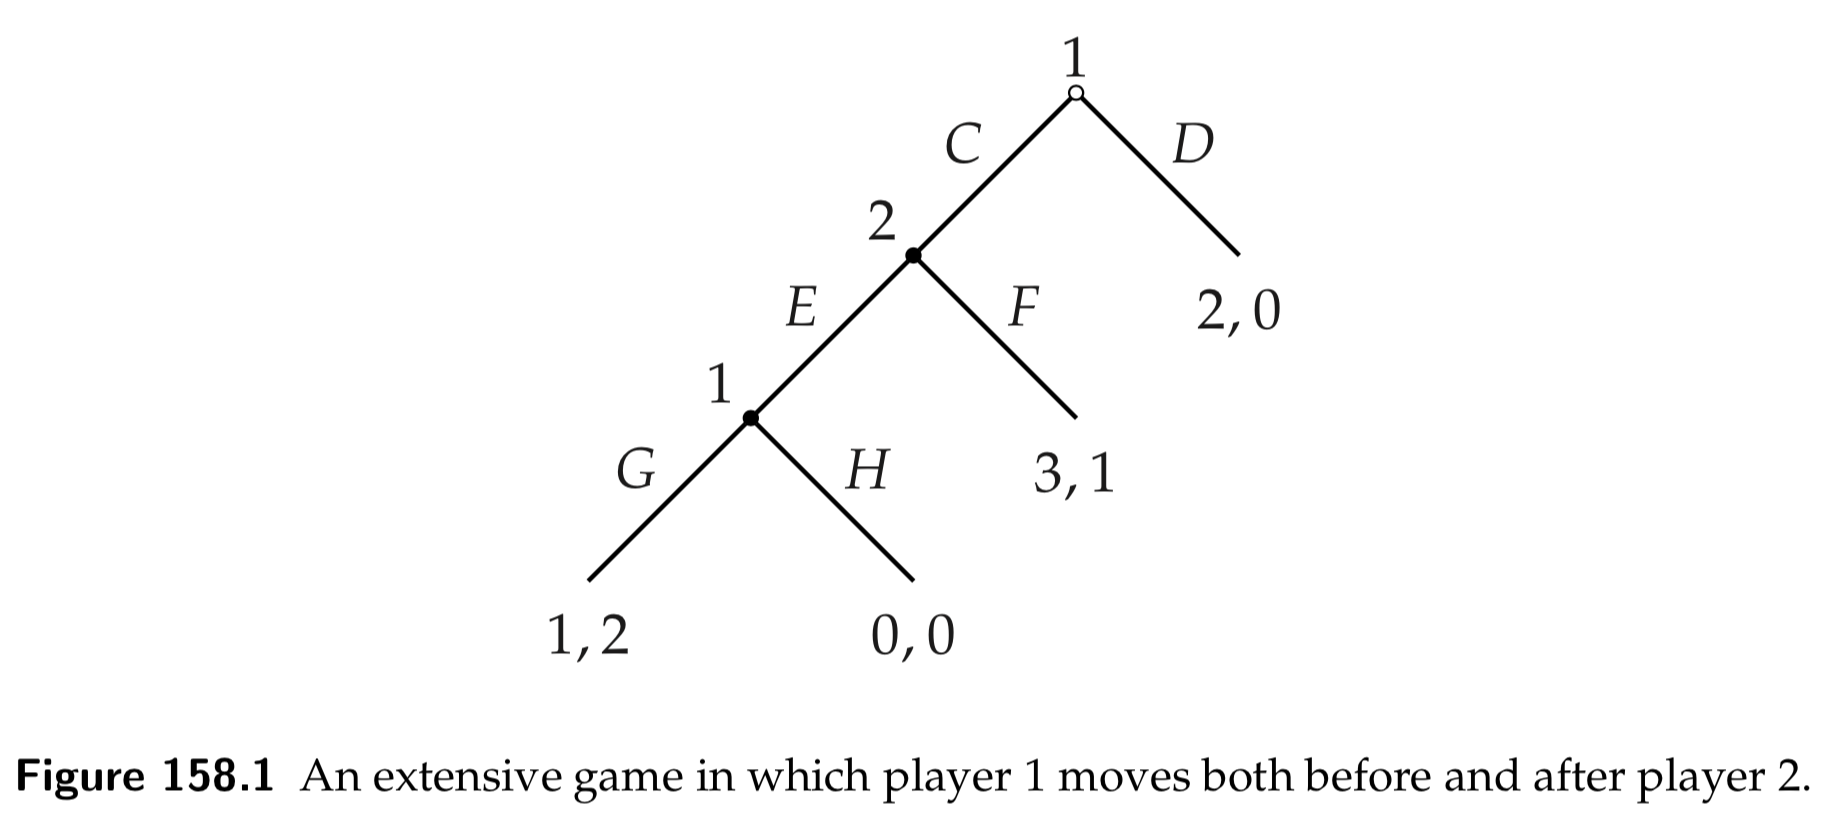 1
C D
2
E F 2, 0
1
G H 3, 1
1, 2 0, 0
Figure 158.1 An extensive game in which player 1 moves both before and after player 2.